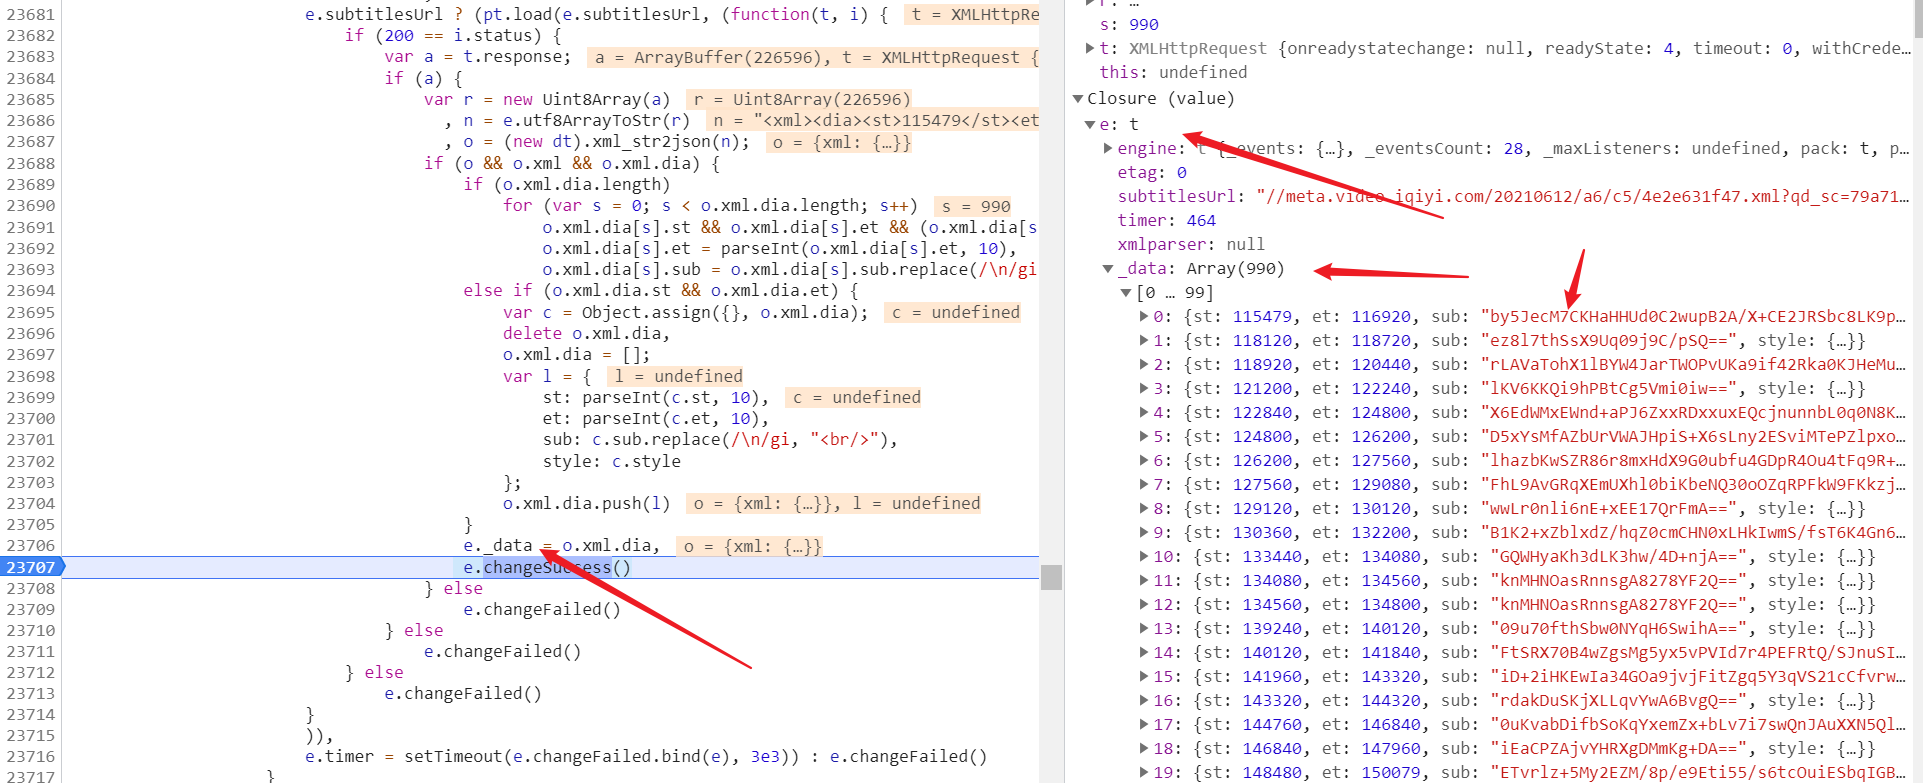 23681 e.subtitlesUrl ? (pt.load(e.subtitlesUrl, (function(t, i) { t = XMLHttpRe
23682 if (200 == i.status) {
23683 var a = t.response; a = ArrayBuffer(226596), t = XMLHttpRequest {
23684 if (a) {
23685 var r = new Uint8Array(a) r = Uint8Array(226596)
23686 , n = e.utf8ArrayToStr(r) n = "<xml><dia><st>115479</st><et
23687 , o = (new dt).xml_str2json(n); o = {xml: {…}}
23688 if (o && o.xml && o.xml.dia) {
23689 if (o.xml.dia.length)
23690 for (var s = 0; s < o.xml.dia.length; s++) s = 990
23691 o.xml.dia[s].st && o.xml.dia[s].et && (o.xml.dia[s
23692 o.xml.dia[s].et = parseInt(o.xml.dia[s].et, 10),
23693 o.xml.dia[s].sub = o.xml.dia[s].sub.replace(/\n/gi
23694 else if (o.xml.dia.st && o.xml.dia.et) {
23695 var c = Object.assign({}, o.xml.dia); c = undefined
23696 delete o.xml.dia,
23697 o.xml.dia = [];
23698 var l = { l = undefined
23699 st: parseInt(c.st, 10), c = undefined
23700 et: parseInt(c.et, 10),
23701 sub: c.sub.replace(/\n/gi, "<br/>"),
23702 style: c.style
23703 };
23704 o.xml.dia.push(l) o = {xml: {…}}, l = undefined
23705 }
23706 e._data = o.xml.dia, o = {xml: {…}}
23707 e.changeSuccess()
23708 } else
23709 e.changeFailed()
23710 } else
23711 e.changeFailed()
23712 } else
23713 e.changeFailed()
23714 }
23715 )),
23716 e.timer = setTimeout(e.changeFailed.bind(e), 3e3)) : e.changeFailed()
23717 }
s: 990
t: XMLHttpRequest {onreadystatechange: null, readyState: 4, timeout: 0, withCrede…
this: undefined
Closure (value)
e: t
engine: t {_events: {…}, _eventsCount: 28, _maxListeners: undefined, pack: t, p…
etag: 0
subtitlesUrl: "//meta.video.iqiyi.com/20210612/a6/c5/4e2e631f47.xml?qd_sc=79a71…
timer: 464
xmlparser: null
_data: Array(990)
[0 … 99]
0: {st: 115479, et: 116920, sub: "by5JecM7CKHaHHUd0C2wupB2A/X+CE2JRSbc8LK9p…
1: {st: 118120, et: 118720, sub: "ez8l7thSsX9Uq09j9C/pSQ==", style: {…}}
2: {st: 118920, et: 120440, sub: "rLAVaTohX1lBYW4JarTWOPvUKa9if42Rka0KJHeMu…
3: {st: 121200, et: 122240, sub: "lKV6KKQi9hPBtCg5Vmi0iw==", style: {…}}
4: {st: 122840, et: 124800, sub: "X6EdWMxEWnd+aPJ6ZxxRDxxuxEQcjnunnbL0q0N8K…
5: {st: 124800, et: 126200, sub: "D5xYsMfAZbUrVWAJHpiS+X6sLny2ESviMTePZlpxo…
6: {st: 126200, et: 127560, sub: "lhazbKwSZR86r8mxHdX9G0ubfu4GDpR4Ou4tFq9R+…
7: {st: 127560, et: 129080, sub: "FhL9AvGRqXEmUXhl0biKbeNQ30oOZqRPFkW9FKkzj…
8: {st: 129120, et: 130120, sub: "wwLr0nli6nE+xEE17QrFmA==", style: {…}}
9: {st: 130360, et: 132200, sub: "B1K2+xZblxdZ/hqZ0cmCHN0xLHkIwmS/fsT6K4Gn6…
10: {st: 133440, et: 134080, sub: "GQWHyaKh3dLK3hw/4D+njA==", style: {…}}
11: {st: 134080, et: 134560, sub: "knMHNOasRnnsgA8278YF2Q==", style: {…}}
12: {st: 134560, et: 134800, sub: "knMHNOasRnnsgA8278YF2Q==", style: {…}}
13: {st: 139240, et: 140120, sub: "09u70fthSbw0NYqH6SwihA==", style: {…}}
14: {st: 140120, et: 141840, sub: "FtSRX70B4wZgsMg5yx5vPVId7r4PEFRtQ/SJnuSI…
15: {st: 141960, et: 143320, sub: "iD+2iHKEwIa34GOa9jvjFitZgq5Y3qVS21cCfvrw…
16: {st: 143320, et: 144320, sub: "rdakDuSKjXLLqvYwA6BvgQ==", style: {…}}
17: {st: 144760, et: 146840, sub: "0uKvabDifbSoKqYxemZx+bLv7i7swQnJAuXXN5Ql…
18: {st: 146840, et: 147960, sub: "iEaCPZAjvYHRXgDMmKg+DA==", style: {…}}
19: {st: 148480, et: 150079, sub: "ETvrlz+5My2EZM/8p/e9Eti55/s6tcOuiESbqIGB…